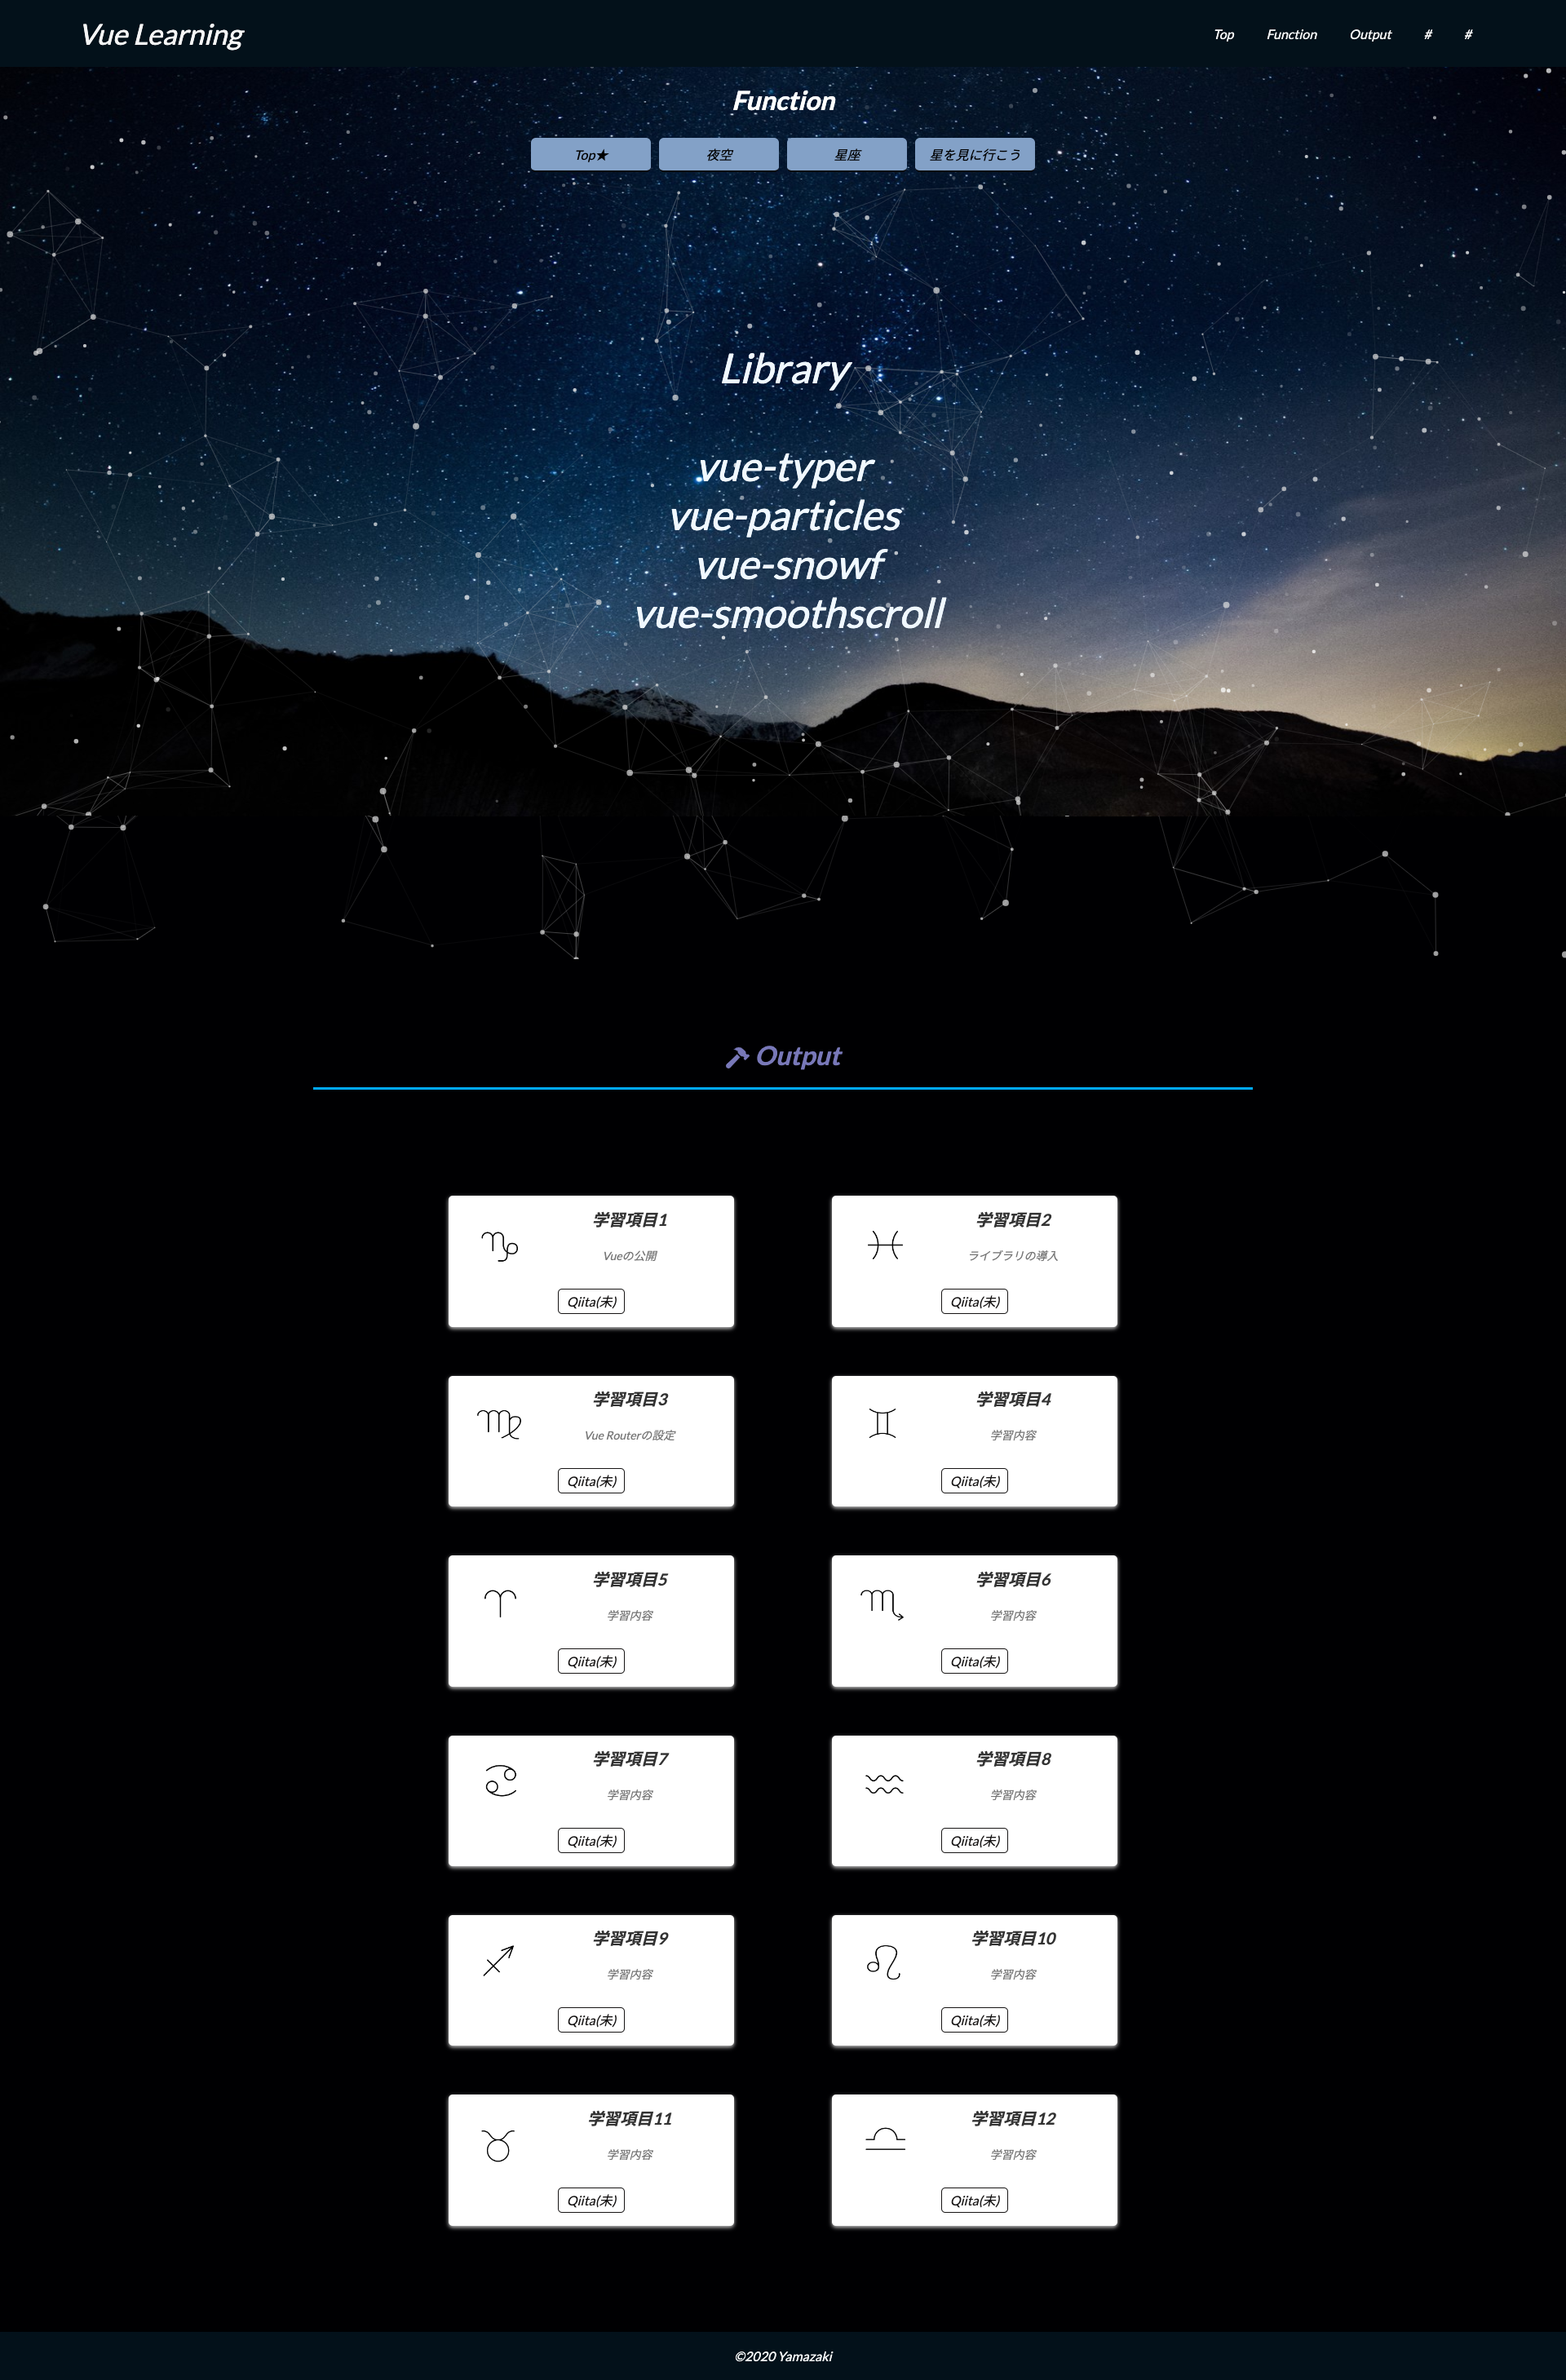 Vue Learning
Top Function Output # #
Function
Top★ 夜空 星座 星を見に行こう
Library
vue-typer
vue-particles
vue-snowf
vue-smoothscroll
Output
学習項目1
Vueの公開
Qiita(未)
学習項目2
ライブラリの導入
Qiita(未)
学習項目3
Vue Routerの設定
Qiita(未)
学習項目4
学習内容
Qiita(未)
学習項目5
学習内容
Qiita(未)
学習項目6
学習内容
Qiita(未)
学習項目7
学習内容
Qiita(未)
学習項目8
学習内容
Qiita(未)
学習項目9
学習内容
Qiita(未)
学習項目10
学習内容
Qiita(未)
学習項目11
学習内容
Qiita(未)
学習項目12
学習内容
Qiita(未)
©2020 Yamazaki